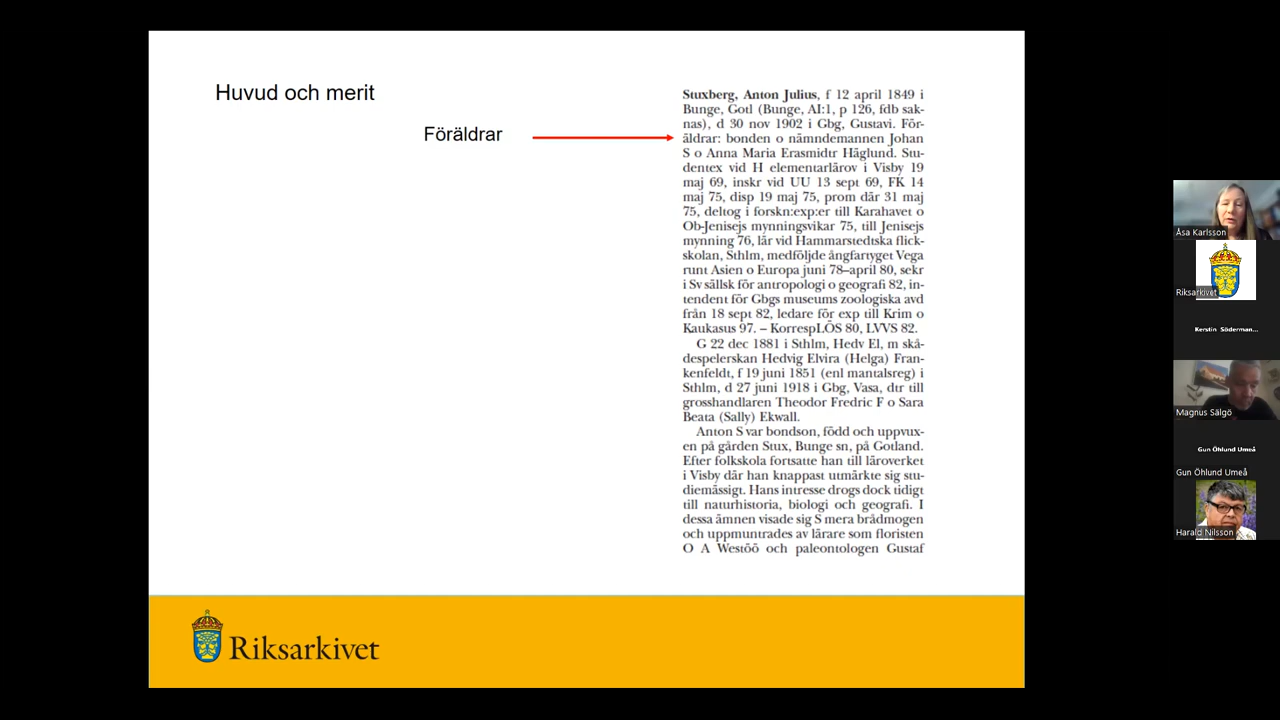 Huvud och merit
Föräldrar
Stuxberg, Anton Julius, f 12 april 1849 i
Bunge, Gotl (Bunge, AI:1, p 126, fdb sak-
nas), d 30 nov 1902 i Gbg, Gustavi. För-
äldrar: bonden o nämndemannen Johan
S o Anna Maria Erasmidtr Häglund. Stu-
dentex vid H elementarlärov i Visby 19
maj 69, inskr vid UU 13 sept 69, FK 14
maj 75, disp 19 maj 75, prom där 31 maj
75, deltog i forskn:exp:er till Karahavet o
Ob-Jenisejs mynningsvikar 75, till Jenisejs
mynning 76, lär vid Hammarstedtska flick-
skolan, Sthlm, medföljde ångfartyget Vega
runt Asien o Europa juni 78–april 80, sekr
i Sv sällsk för antropologi o geografi 82, in-
tendent för Gbgs museums zoologiska avd
från 18 sept 82, ledare för exp till Krim o
Kaukasus 97. – KorrespLÖS 80, LVVS 82.
G 22 dec 1881 i Sthlm, Hedv El, m skå-
despelerskan Hedvig Elvira (Helga) Fran-
kenfeldt, f 19 juni 1851 (enl mantalsreg) i
Sthlm, d 27 juni 1918 i Gbg, Vasa, dtr till
grosshandlaren Theodor Fredric F o Sara
Beata (Sally) Ekwall.
Anton S var bondson, född och uppvux-
en på gården Stux, Bunge sn, på Gotland.
Efter folkskola fortsatte han till läroverket
i Visby där han knappast utmärkte sig stu-
diemässigt. Hans intresse drogs dock tidigt
till naturhistoria, biologi och geografi. I
dessa ämnen visade sig S mera brådmogen
och uppmuntrades av lärare som floristen
O A Westöö och paleontologen Gustaf
Riksarkivet
Åsa Karlsson
Riksarkivet
Kerstin Söderman...
Magnus Sälgö
Gun Öhlund Umeå
Gun Öhlund Umeå
Harald Nilsson